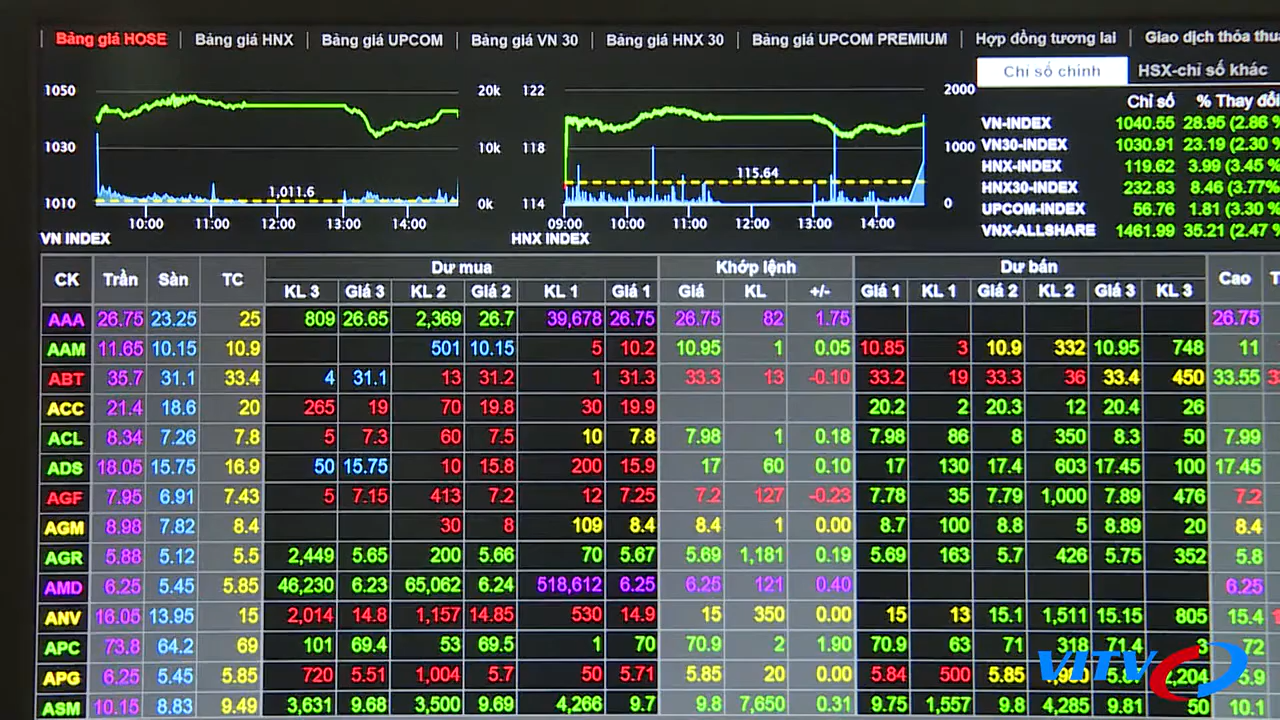 Bảng giá HOSE Bảng giá HNX Bảng giá UPCOM Bảng giá VN 30 Bảng giá HNX 30 Bảng giá UPCOM PREMIUM Hợp đồng tương lai Giao dịch thỏa
Chỉ số chính HSX-chỉ số khác
1050 20k 122 2000
Chỉ số % Thay đổi
VN-INDEX 1040.55 28.95 (2.86 %
1030 10k 118 1000 VN30-INDEX 1030.91 23.19 (2.30 %
HNX-INDEX 119.62 3.99 (3.45 %
115.64
1,011.6 HNX30-INDEX 232.83 8.46 (3.77%
1010 0k 114 0 UPCOM-INDEX 56.76 1.81 (3.30 %
10:00 11:00 12:00 13:00 14:00 09:00 10:00 11:00 12:00 13:00 14:00
VNX-ALLSHARE 1461.99 35.21 (2.47 %
VN INDEX HNX INDEX
CK Trần Sàn TC Dư mua Khớp lệnh Dư bán Cao
KL 3 Giá 3 KL 2 Giá 2 KL 1 Giá 1 Giá KL +/- Giá 1 KL 1 Giá 2 KL 2 Giá 3 KL 3
AAA 26.75 23.25 25 809 26.65 2,369 26.7 39,678 26.75 26.75 82 1.75 26.75
AAM 11.65 10.15 10.9 501 10.15 5 10.2 10.95 1 0.05 10.85 3 10.9 332 10.95 748 11
ABT 35.7 31.1 33.4 4 31.1 13 31.2 1 31.3 33.3 13 -0.10 33.2 19 33.3 36 33.4 450 33.55
ACC 21.4 18.6 20 265 19 70 19.8 30 19.9 20.2 2 20.3 12 20.4 26
ACL 8.34 7.26 7.8 5 7.3 60 7.5 10 7.8 7.98 1 0.18 7.98 86 8 350 8.3 50 7.99
ADS 18.05 15.75 16.9 50 15.75 10 15.8 200 15.9 17 60 0.10 17 130 17.4 603 17.45 100 17.45
AGF 7.95 6.91 7.43 5 7.15 413 7.2 12 7.25 7.2 127 -0.23 7.78 35 7.79 1,000 7.89 476 7.2
AGM 8.98 7.82 8.4 30 8 109 8.4 8.4 1 0.00 8.7 100 8.8 5 8.89 20 8.4
AGR 5.88 5.12 5.5 2,449 5.65 200 5.66 70 5.67 5.69 1,181 0.19 5.69 163 5.7 426 5.75 352 5.8
AMD 6.25 5.45 5.85 46,230 6.23 65,062 6.24 518,612 6.25 6.25 121 0.40 6.25
ANV 16.05 13.95 15 2,014 14.8 1,157 14.85 530 14.9 15 350 0.00 15 13 15.1 1,511 15.15 805 15.4
APC 73.8 64.2 69 101 69.4 53 69.5 1 70 70.9 2 1.90 70.9 63 71 318 71.4 3 72
APG 6.25 5.45 5.85 720 5.51 1,004 5.7 50 5.71 5.85 20 0.00 5.84 500 5.85 2,204 5.9
ASM 10.15 8.83 9.49 3,631 9.68 3,500 9.69 4,266 9.7 9.8 7,650 0.31 9.75 1,557 9.8 4,285 9.81 50 10.1
VITV